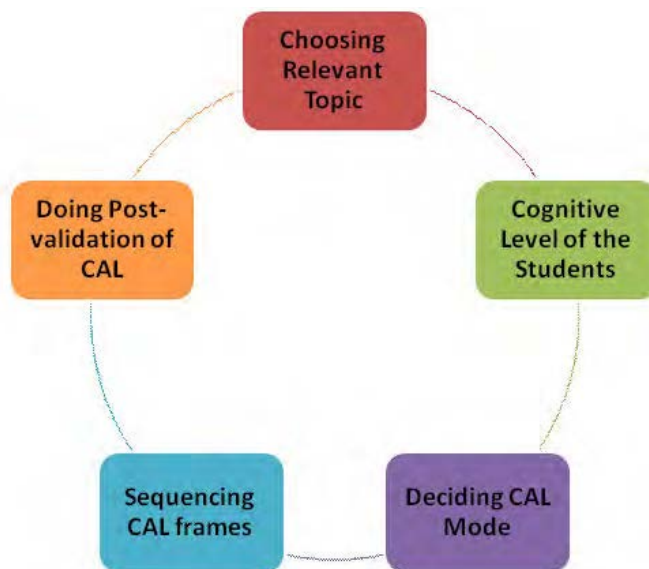 Choosing
Relevant
Topic
Cognitive
Level of the
Students
Deciding CAL
Mode
Sequencing
CAL frames
Doing Post-
validation of
CAL